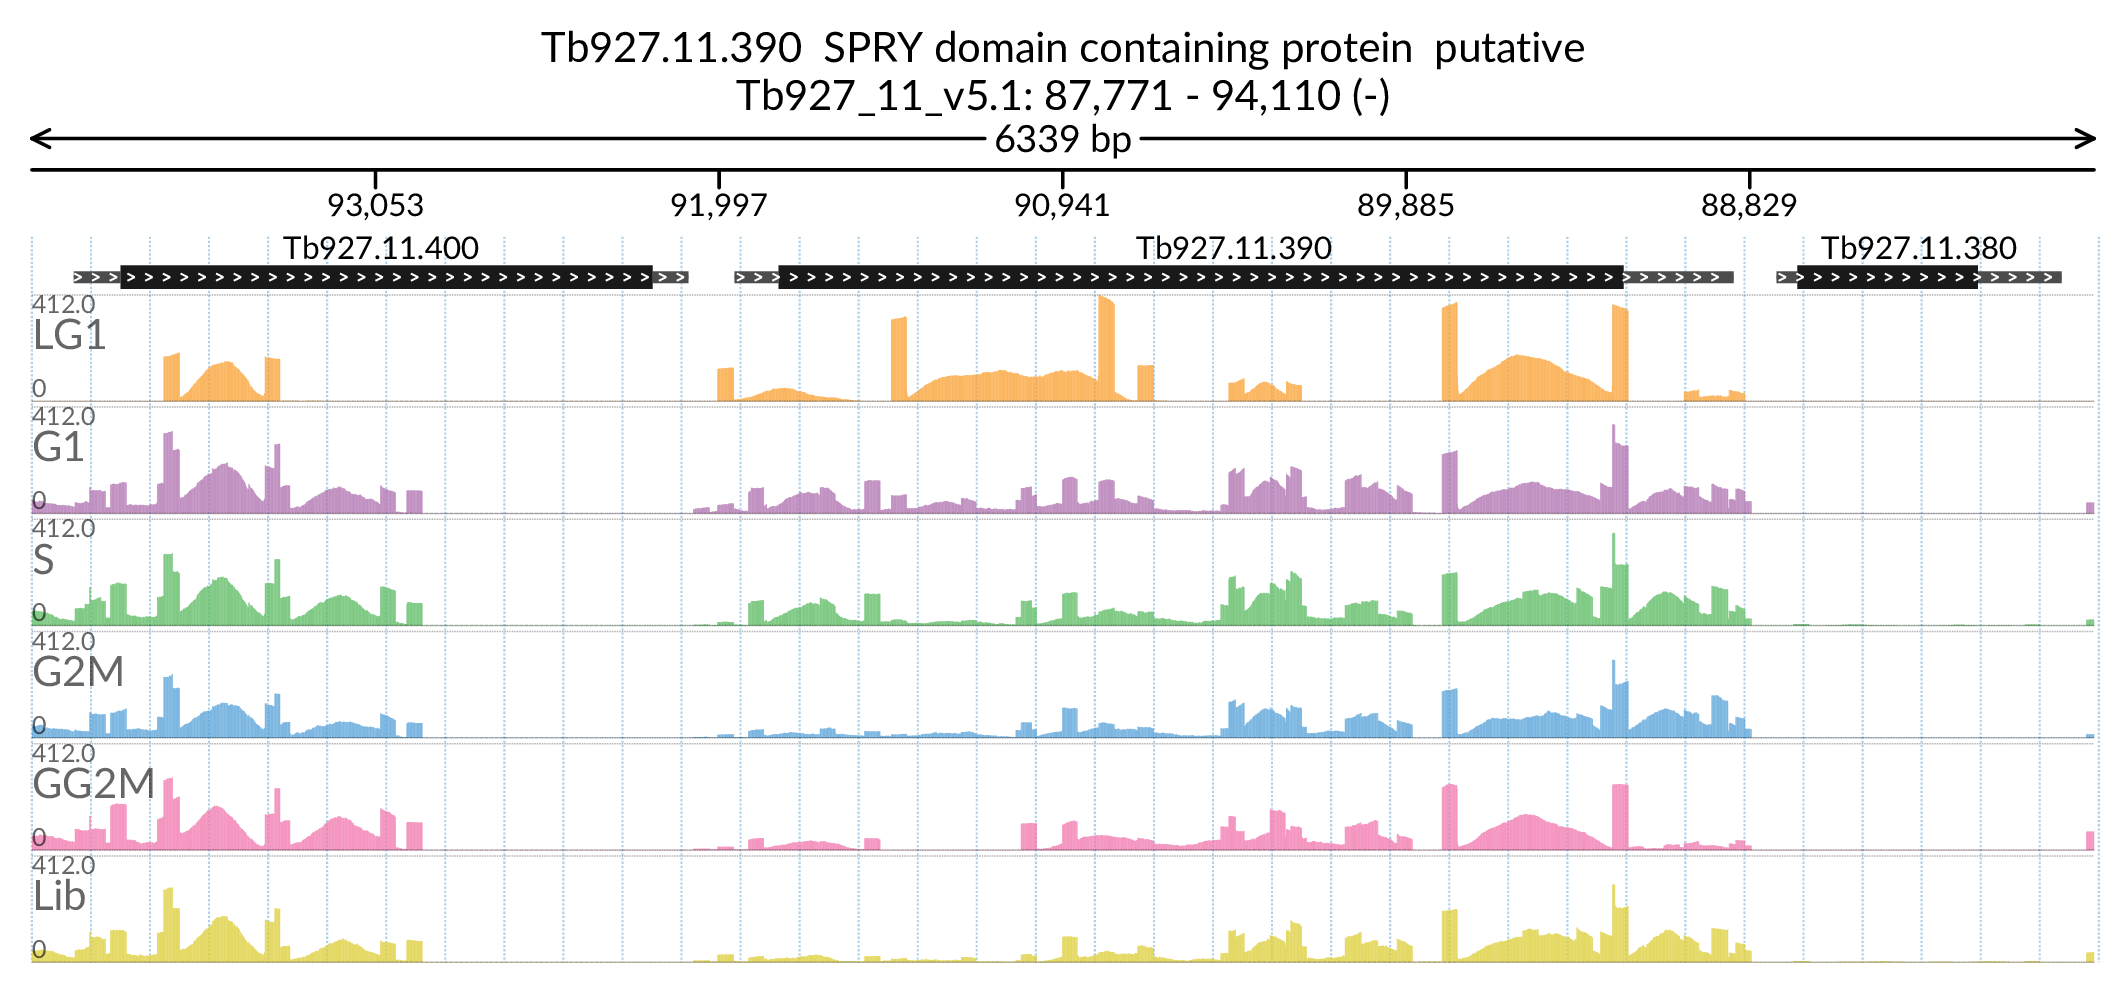 Tb927.11.390  SPRY domain containing protein  putative
Tb927_11_v5.1: 87,771 - 94,110 (-)
6339 bp
93,053 91,997 90,941 89,885 88,829
Tb927.11.400 Tb927.11.390 Tb927.11.380
412.0
LG1
0
412.0
G1
0
412.0
S
0
412.0
G2M
0
412.0
GG2M
0
412.0
Lib
0